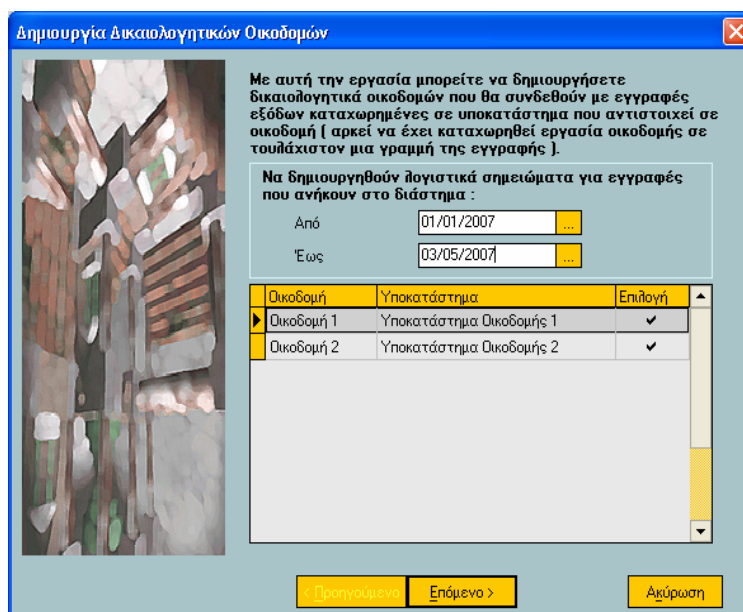 Δημιουργία Δικαιολογητικών Οικοδομών
Με αυτή την εργασία μπορείτε να δημιουργήσετε
δικαιολογητικά οικοδομών που θα συνδεθούν με εγγραφές
εξόδων καταχωρημένες σε υποκατάστημα που αντιστοιχεί σε
οικοδομή ( αρκεί να έχει καταχωρηθεί εργασία οικοδομής σε
τουλάχιστον μια γραμμή της εγγραφής ).
Να δημιουργηθούν λογιστικά σημειώματα για εγγραφές
που ανήκουν στο διάστημα :
Από 01/01/2007 ...
Έως 03/05/2007 ...
Οικοδομή Υποκατάστημα Επιλογή
Οικοδομή 1 Υποκατάστημα Οικοδομής 1
Οικοδομή 2 Υποκατάστημα Οικοδομής 2
< Προηγούμενο Επόμενο > Ακύρωση